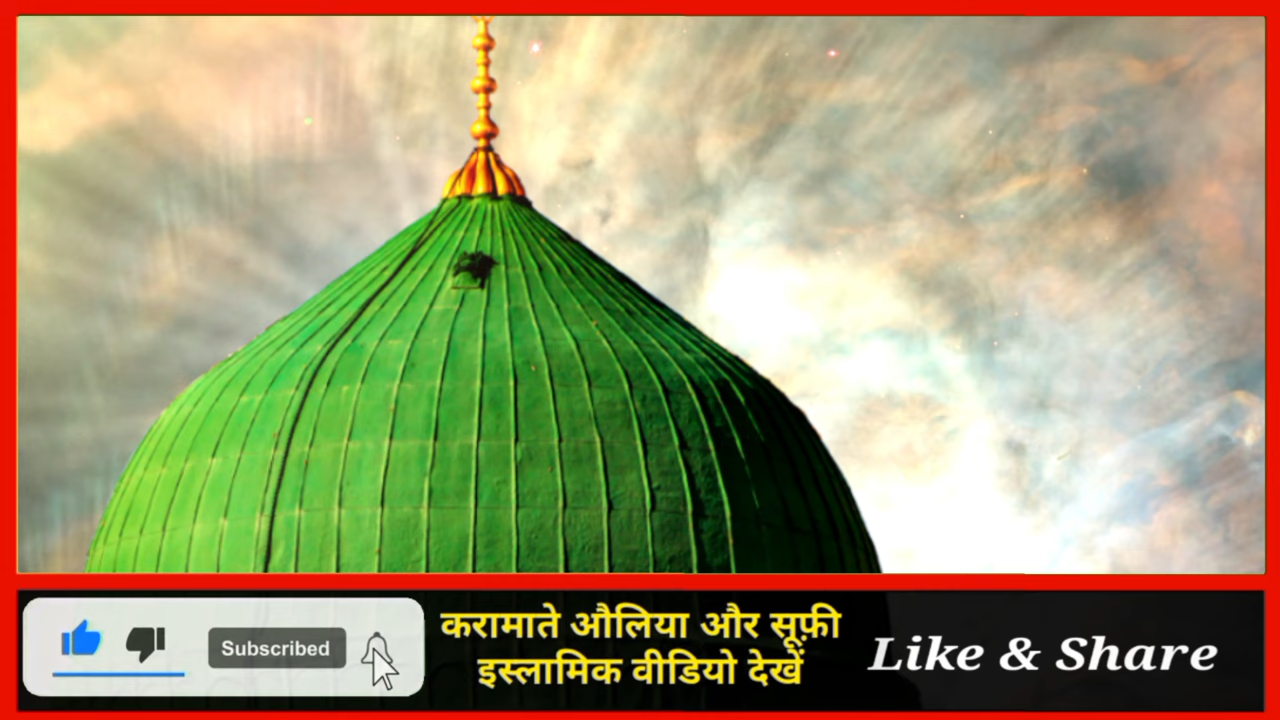 Subscribed
करामाते औलिया और सूफ़ी
इस्लामिक वीडियो देखें
Like & Share